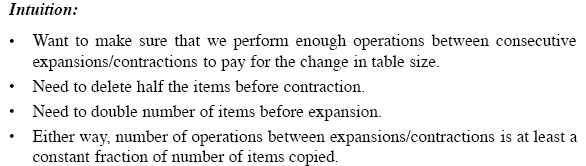 Intuition:
• Want to make sure that we perform enough operations between consecutive
expansions/contractions to pay for the change in table size.
• Need to delete half the items before contraction.
• Need to double number of items before expansion.
• Either way, number of operations between expansions/contractions is at least a
constant fraction of number of items copied.